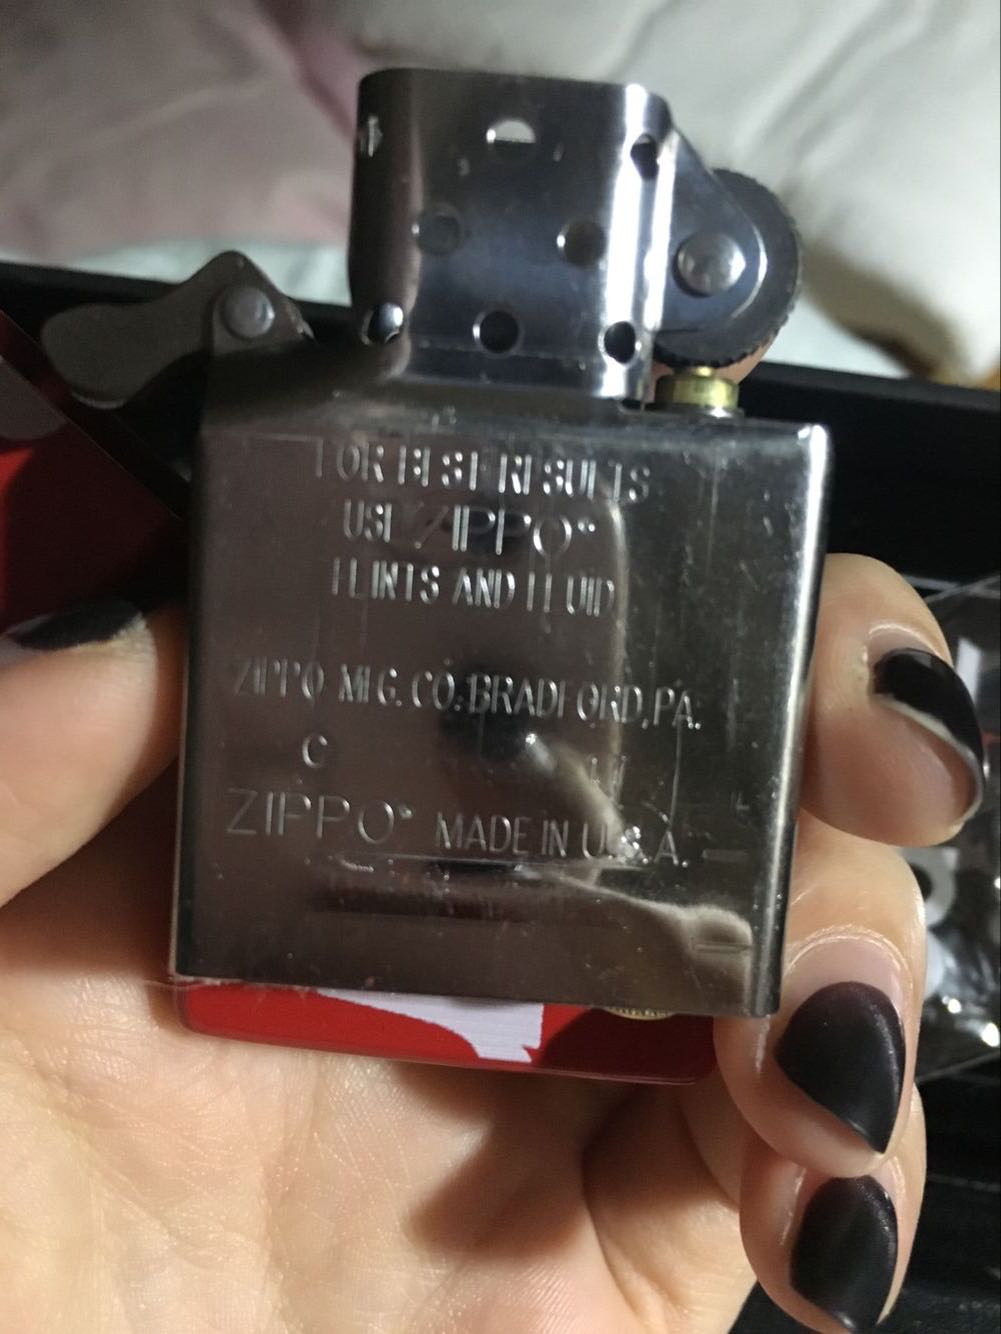 FOR BEST RESULTS
USE ZIPPO®
FLINTS AND FLUID
ZIPPO MFG. CO. BRADFORD, PA.
C
ZIPPO® MADE IN U.S.A.